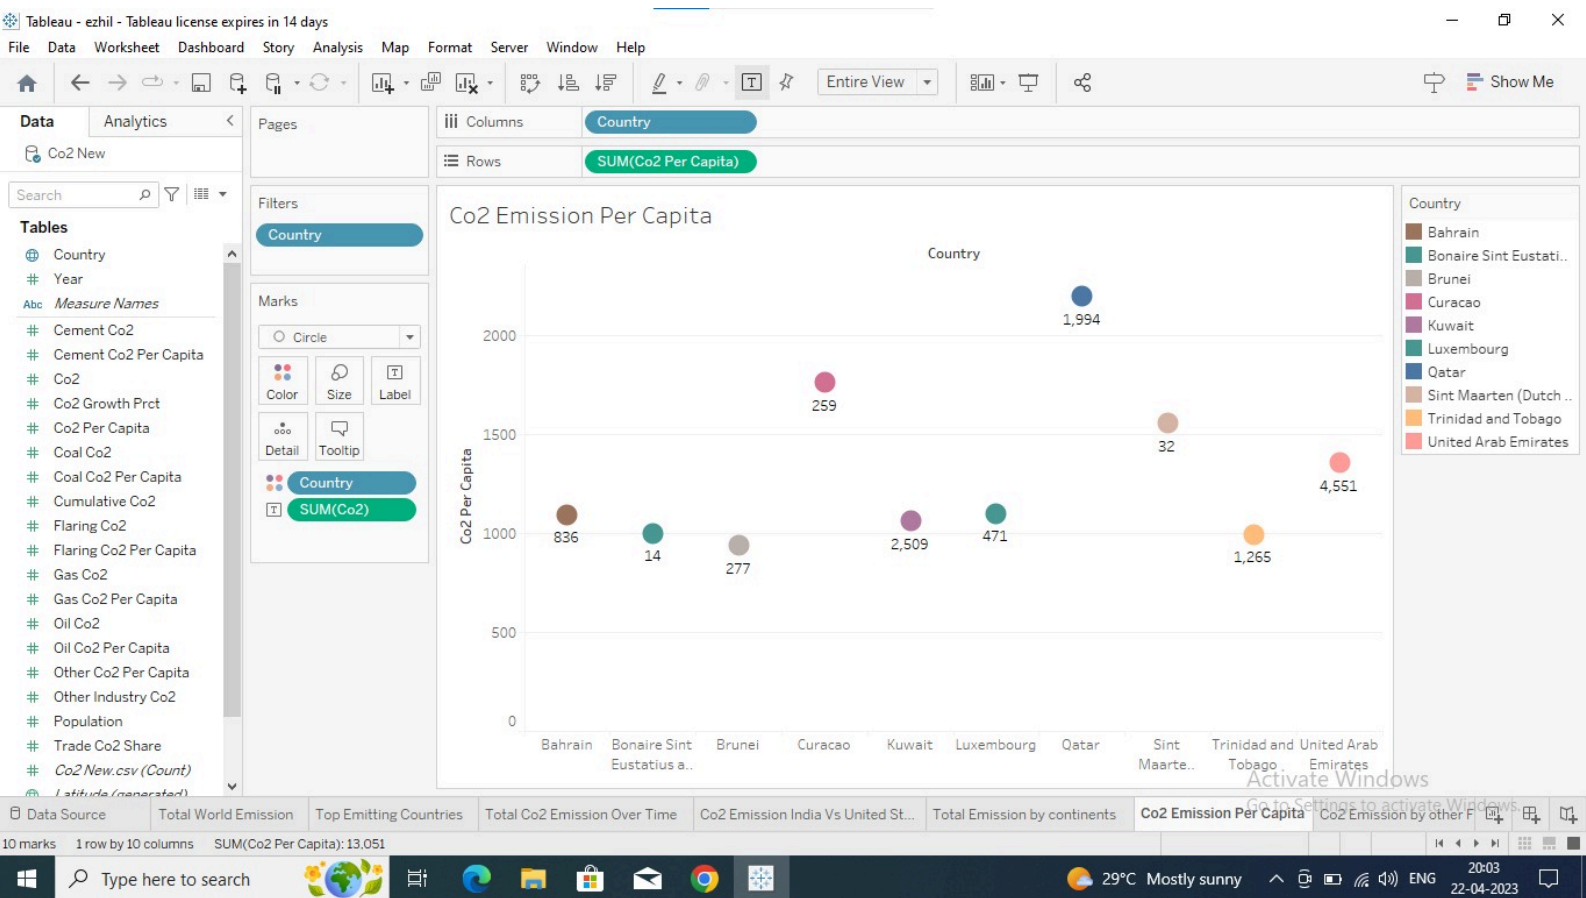 Tableau - ezhil - Tableau license expires in 14 days
File Data Worksheet Dashboard Story Analysis Map Format Server Window Help
Entire View
Show Me
Data Analytics
Co2 New
Search
Tables
Country
Year
Abc Measure Names
Cement Co2
Cement Co2 Per Capita
Co2
Co2 Growth Prct
Co2 Per Capita
Coal Co2
Coal Co2 Per Capita
Cumulative Co2
Flaring Co2
Flaring Co2 Per Capita
Gas Co2
Gas Co2 Per Capita
Oil Co2
Oil Co2 Per Capita
Other Co2 Per Capita
Other Industry Co2
Population
Trade Co2 Share
Co2 New.csv (Count)
Latitude (generated)
Pages
Filters
Country
Marks
Circle
Color Size Label
Detail Tooltip
Country
SUM(Co2)
Columns Country
Rows SUM(Co2 Per Capita)
Co2 Emission Per Capita
Country
Co2 Per Capita
2000
1500
1000
500
0
836
14
277
259
2,509
471
1,994
32
1,265
4,551
Bahrain
Bonaire Sint
Eustatius a..
Brunei
Curacao
Kuwait
Luxembourg
Qatar
Sint
Maarte..
Trinidad and
Tobago
United Arab
Emirates
Country
Bahrain
Bonaire Sint Eustati..
Brunei
Curacao
Kuwait
Luxembourg
Qatar
Sint Maarten (Dutch ..
Trinidad and Tobago
United Arab Emirates
Activate Windows
Go to Settings to activate Windows.
Data Source Total World Emission Top Emitting Countries Total Co2 Emission Over Time Co2 Emission India Vs United St... Total Emission by continents Co2 Emission Per Capita Co2 Emission by other F
10 marks 1 row by 10 columns SUM(Co2 Per Capita): 13,051
Type here to search
29°C Mostly sunny
ENG
20:03
22-04-2023